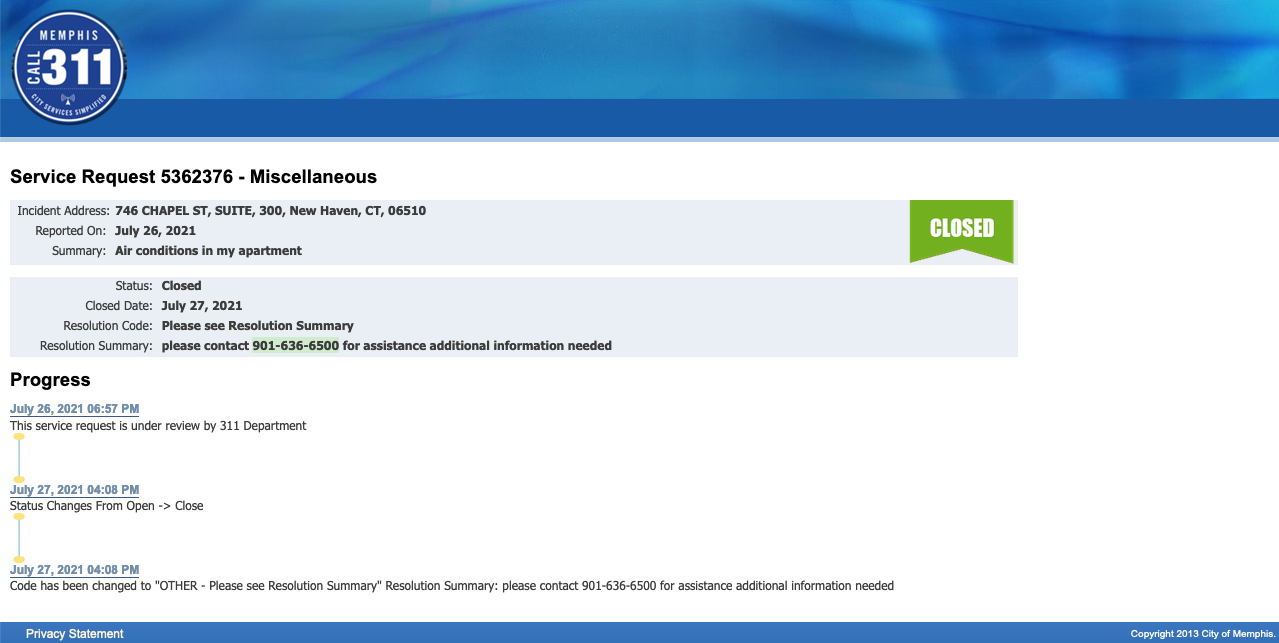 MEMPHIS
CALL
311
CITY SERVICES SIMPLIFIED
Service Request 5362376 - Miscellaneous
Incident Address: 746 CHAPEL ST, SUITE, 300, New Haven, CT, 06510
CLOSED
Reported On: July 26, 2021
Summary: Air conditions in my apartment
Status: Closed
Closed Date: July 27, 2021
Resolution Code: Please see Resolution Summary
Resolution Summary: please contact 901-636-6500 for assistance additional information needed
Progress
July 26, 2021 06:57 PM
This service request is under review by 311 Department
July 27, 2021 04:08 PM
Status Changes From Open -> Close
July 27, 2021 04:08 PM
Code has been changed to "OTHER - Please see Resolution Summary" Resolution Summary: please contact 901-636-6500 for assistance additional information needed
Privacy Statement
Copyright 2013 City of Memphis.